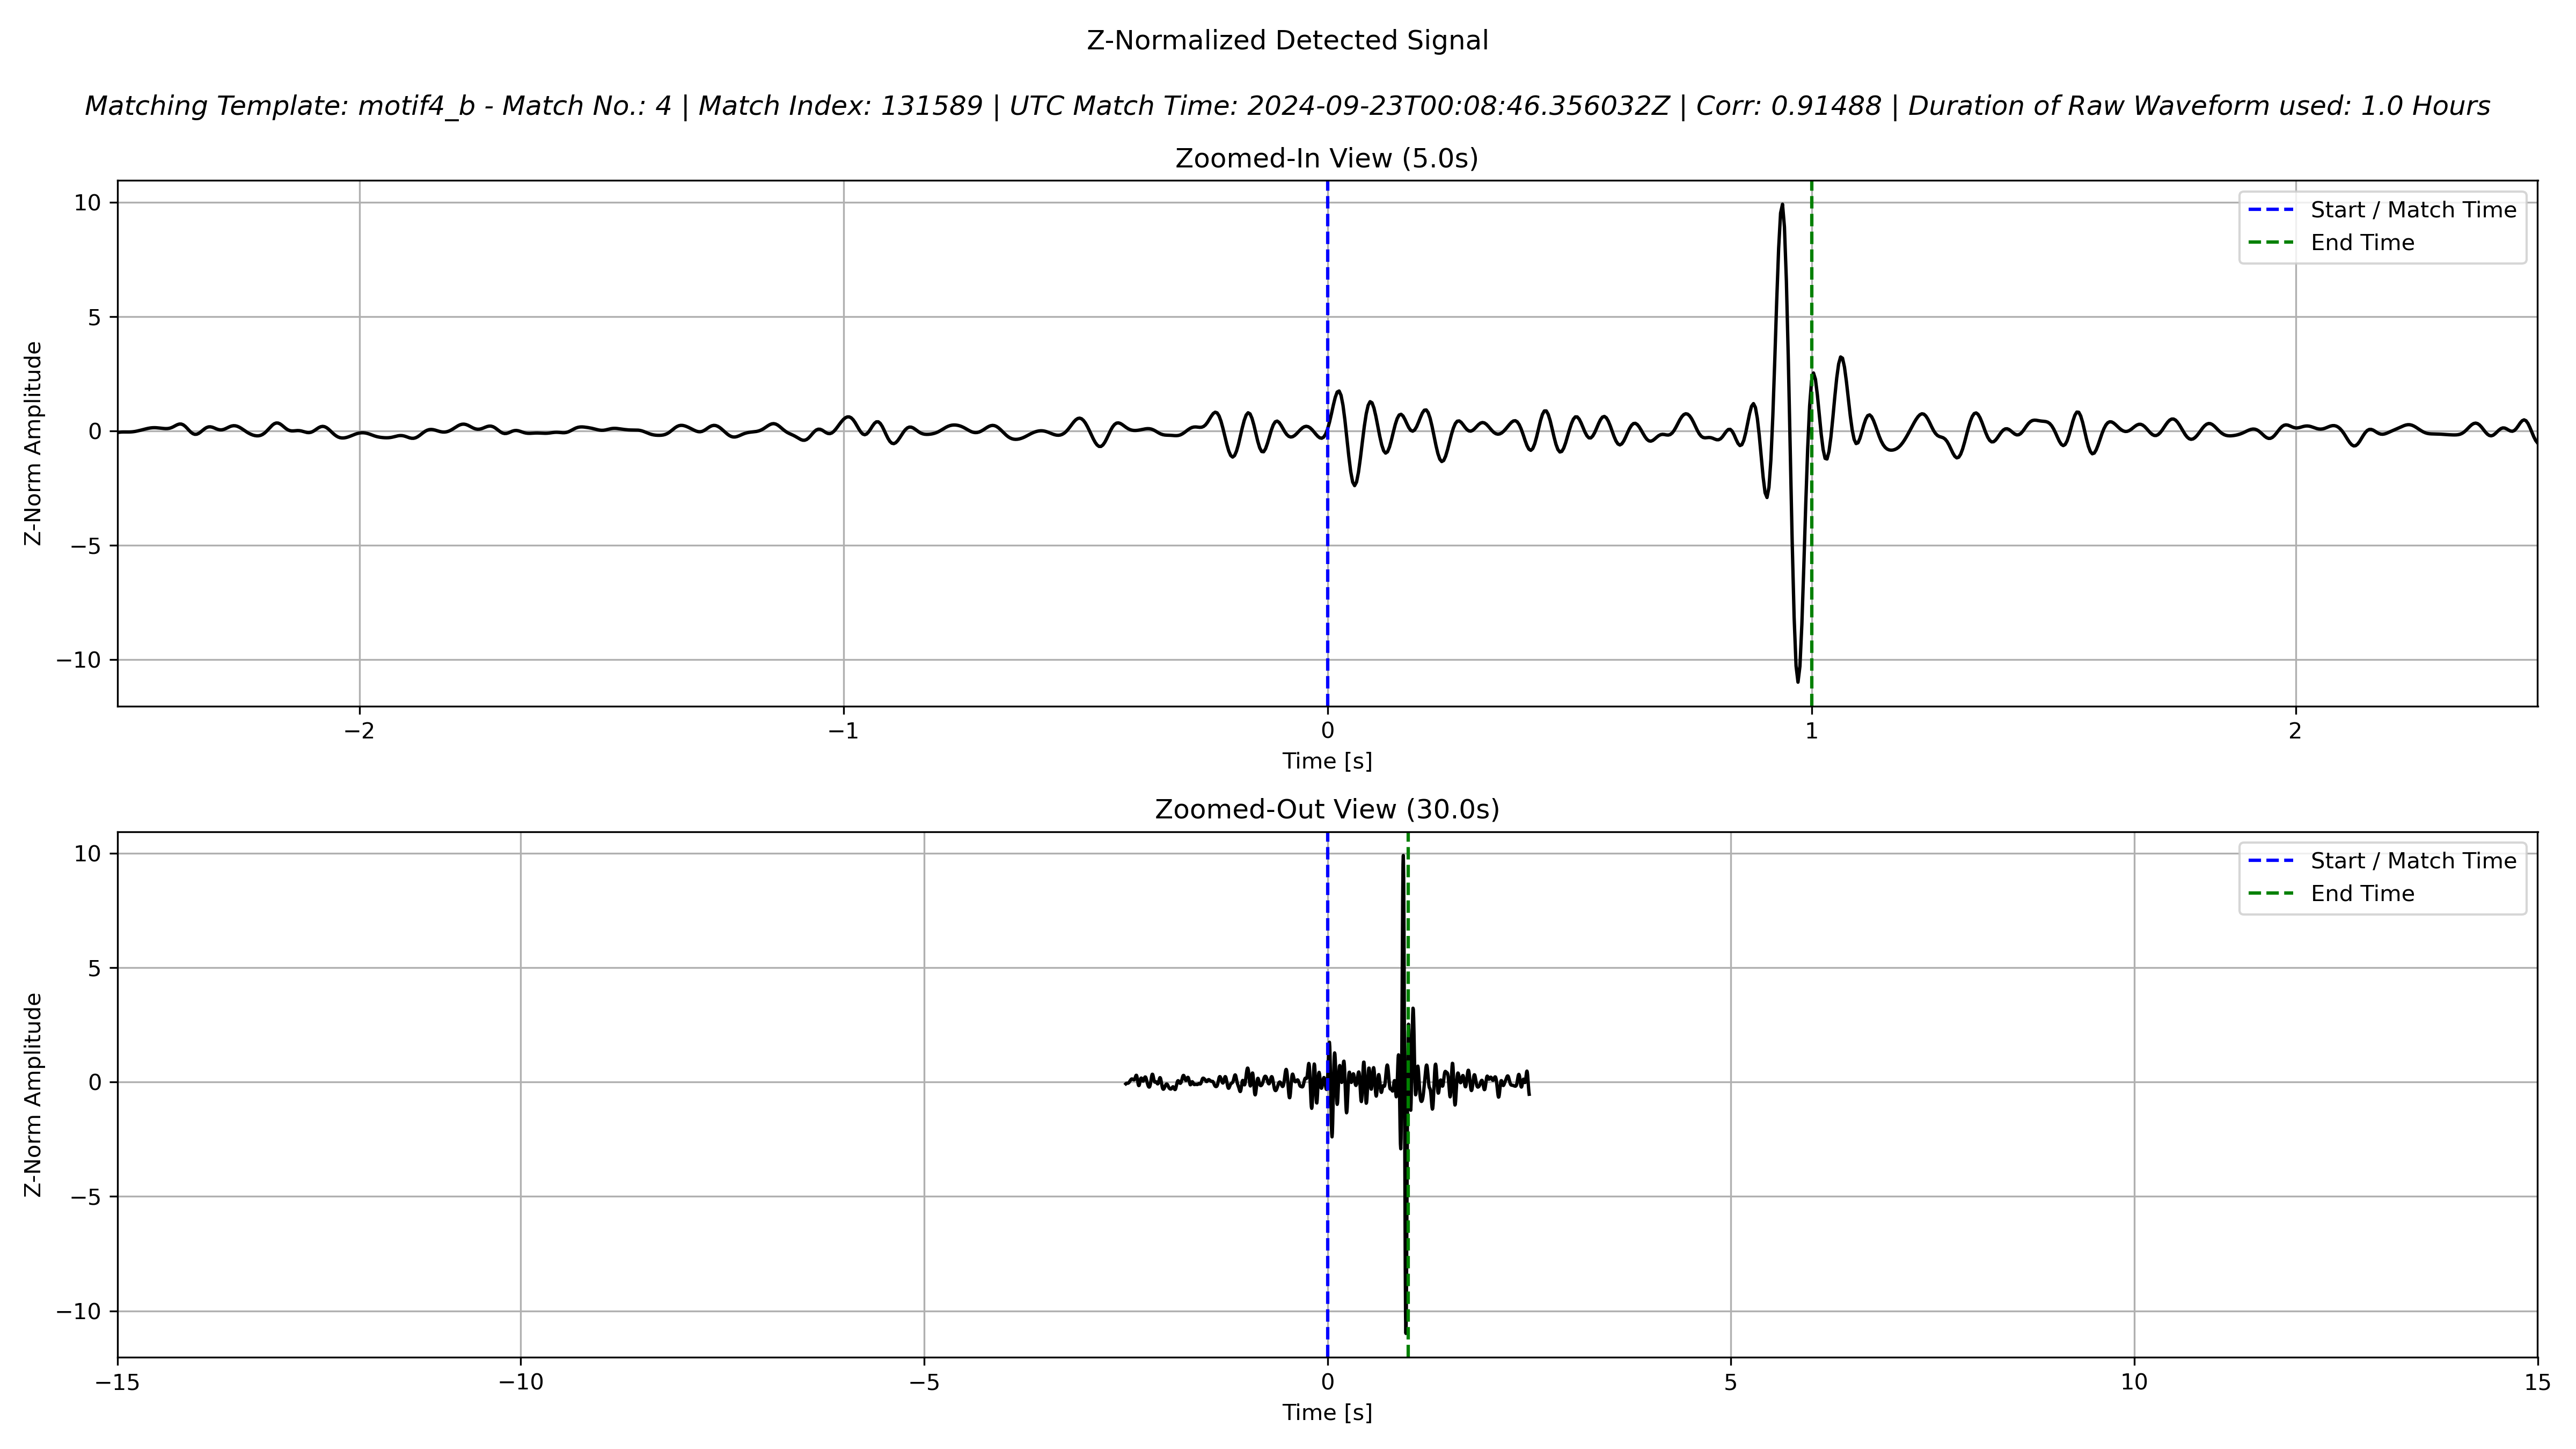 Z-Normalized Detected Signal
Matching Template: motif4_b - Match No.: 4 | Match Index: 131589 | UTC Match Time: 2024-09-23T00:08:46.356032Z | Corr: 0.91488 | Duration of Raw Waveform used: 1.0 Hours
Zoomed-In View (5.0s)
Z-Norm Amplitude
10
5
0
−5
−10
Start / Match Time
End Time
−2 −1 0 1 2
Time [s]
Zoomed-Out View (30.0s)
Z-Norm Amplitude
10
5
0
−5
−10
Start / Match Time
End Time
−15 −10 −5 0 5 10 15
Time [s]